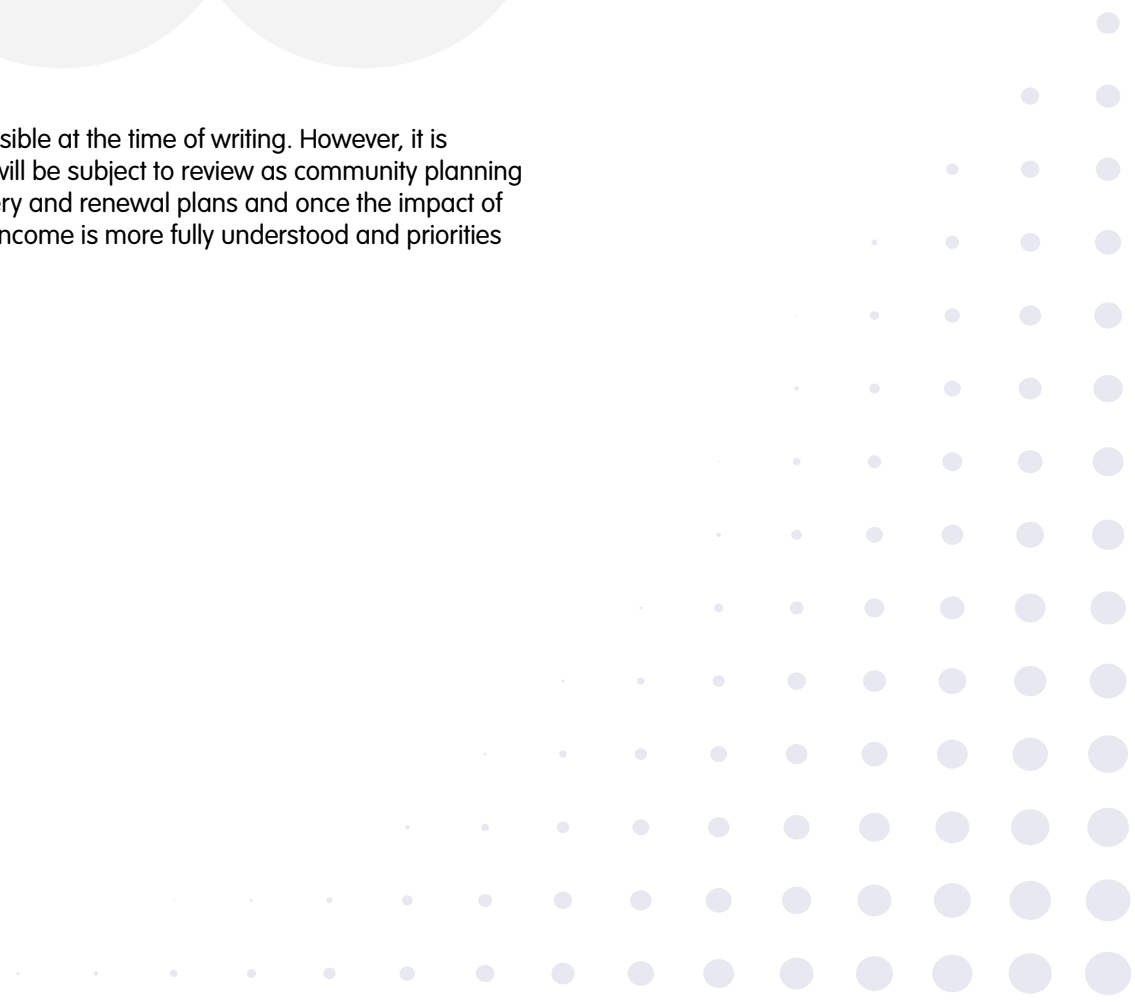 sible at the time of writing. However, it is
will be subject to review as community planning
ry and renewal plans and once the impact of
ncome is more fully understood and priorities